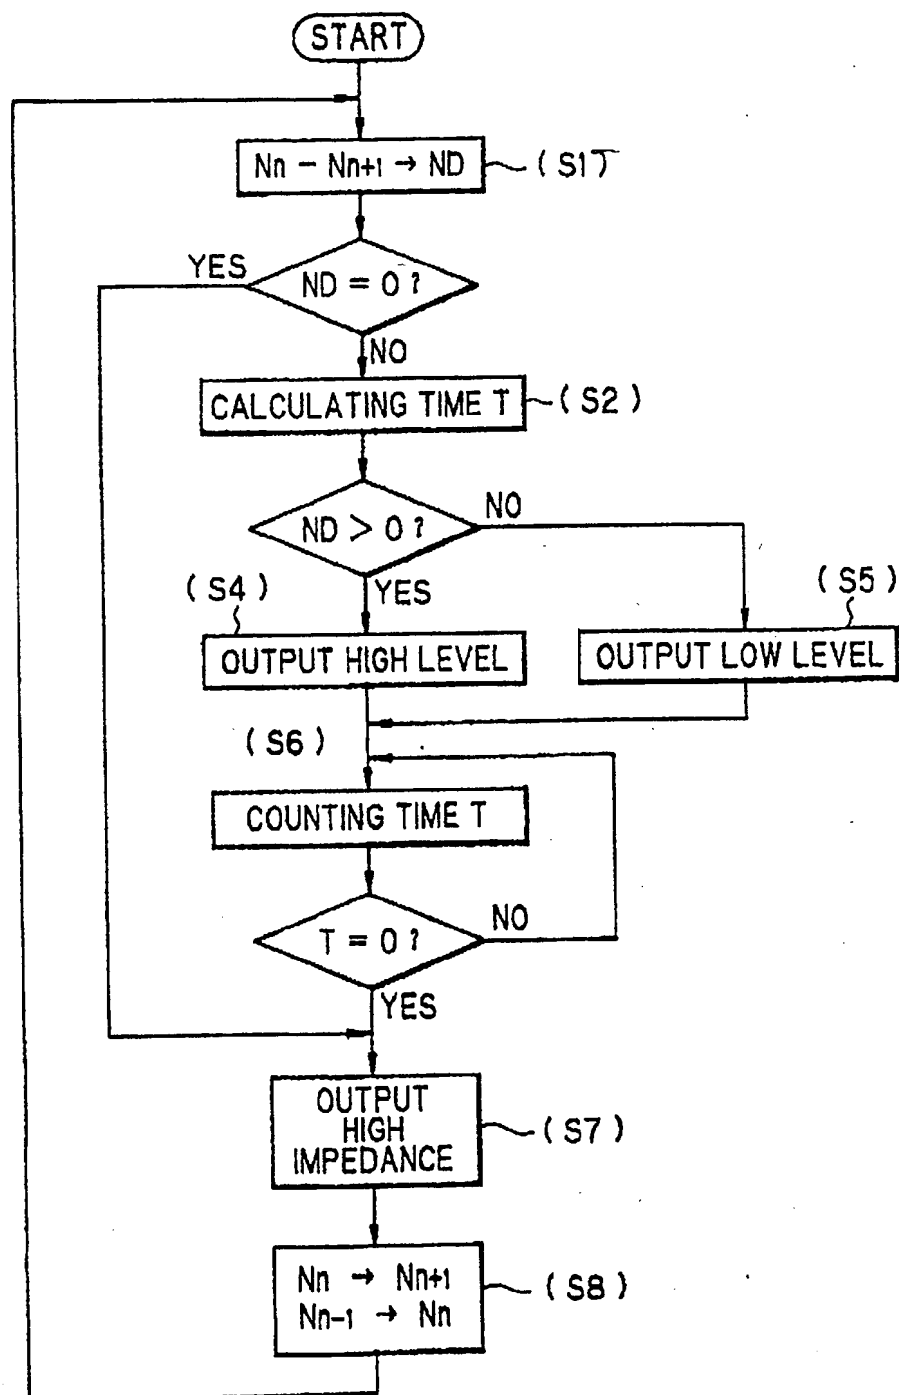 START
Nn - Nn+1 → ND
(S1)
YES
ND = 0?
NO
CALCULATING TIME T
(S2)
ND > 0?
NO
YES
(S4)
(S5)
OUTPUT HIGH LEVEL
OUTPUT LOW LEVEL
(S6)
COUNTING TIME T
T = 0?
NO
YES
OUTPUT
HIGH
IMPEDANCE
(S7)
Nn → Nn+1
Nn-1 → Nn
(S8)